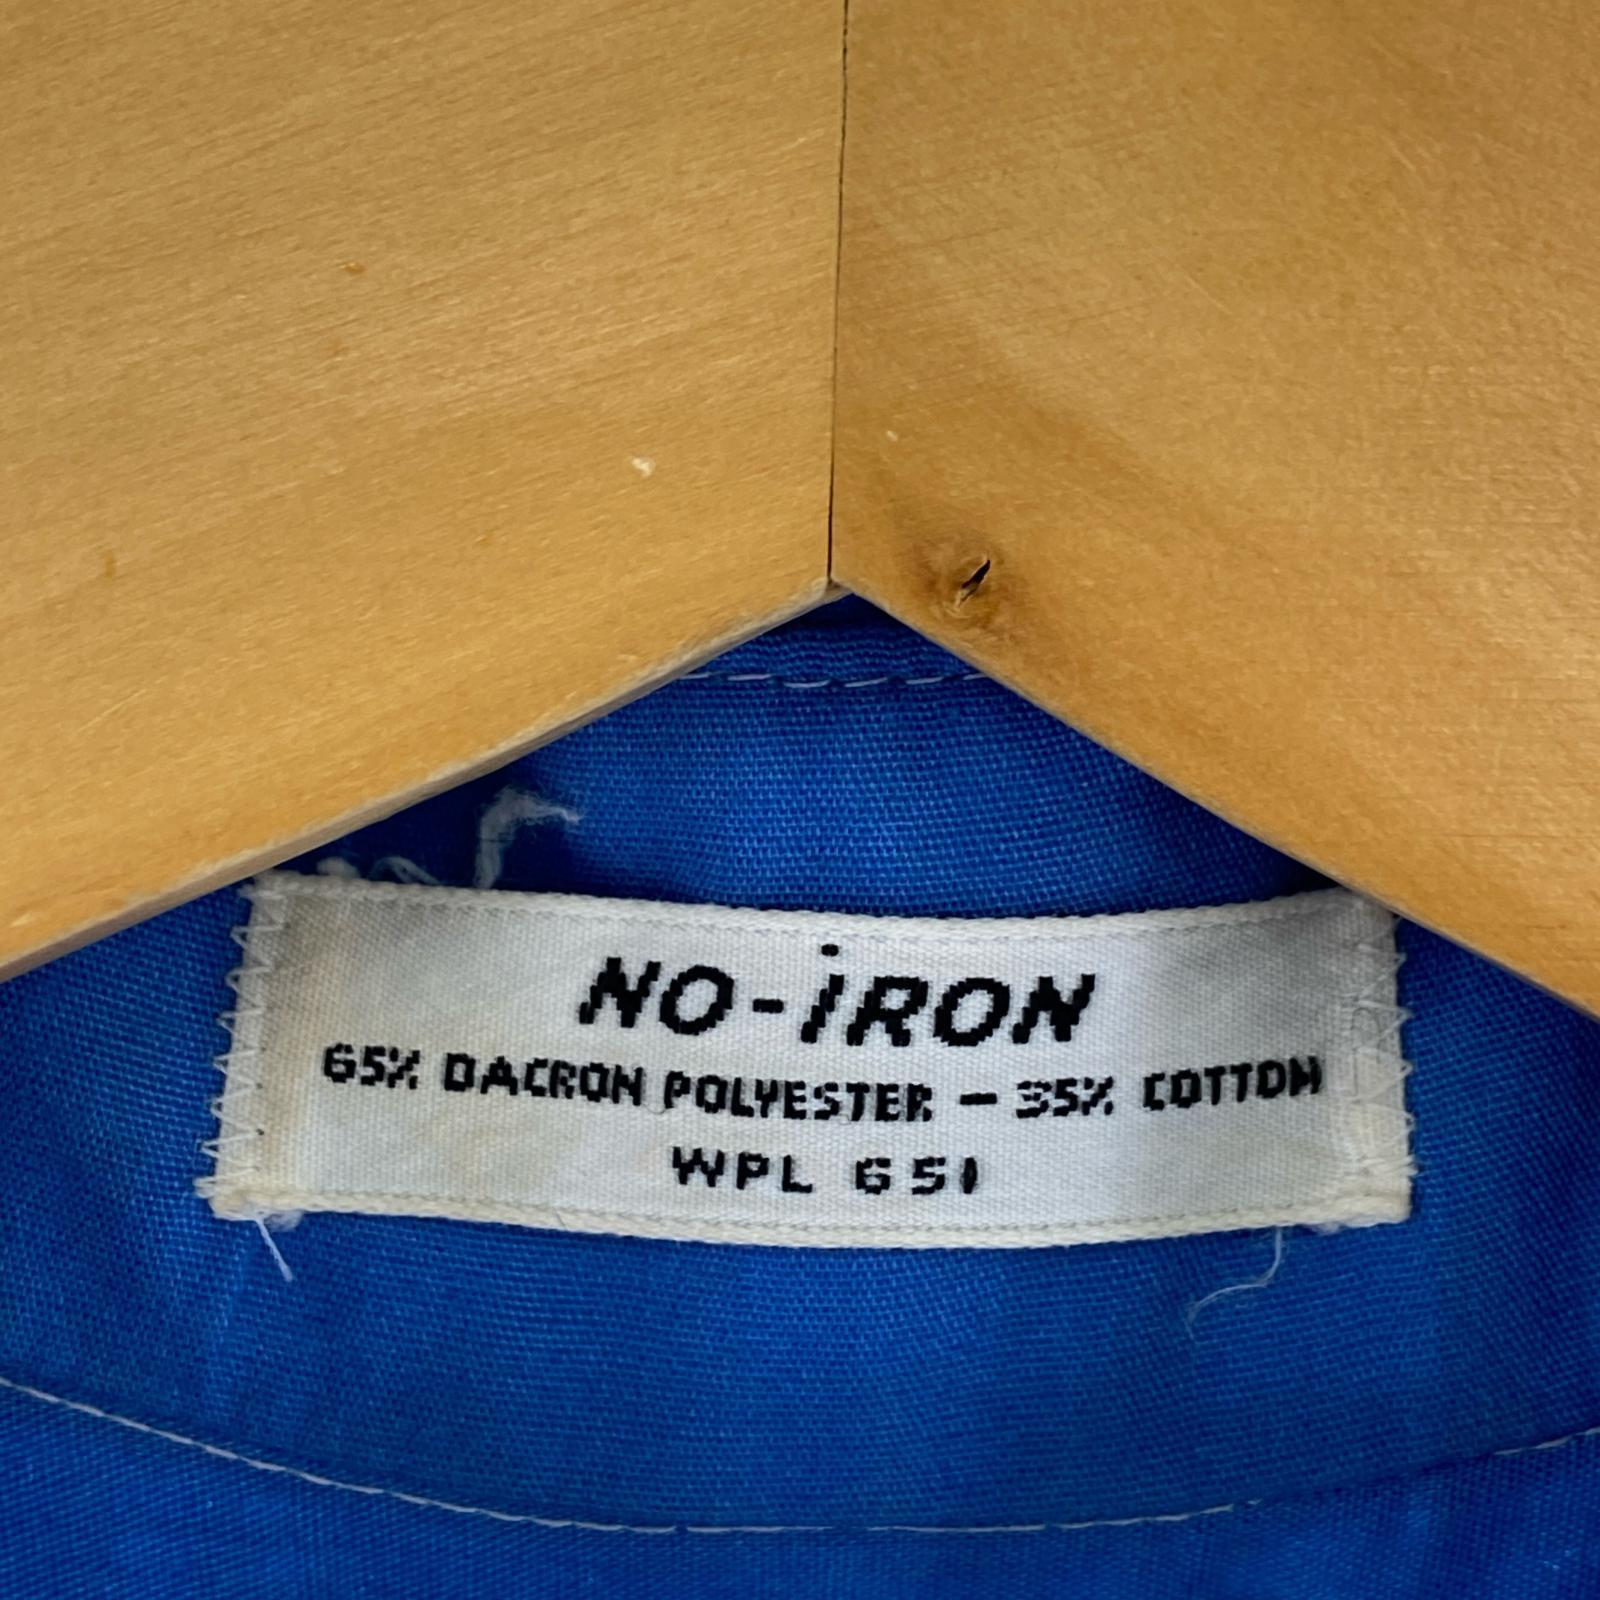 NO-iRON
65% DACRON POLYESTER – 35% COTTON
WPL 651